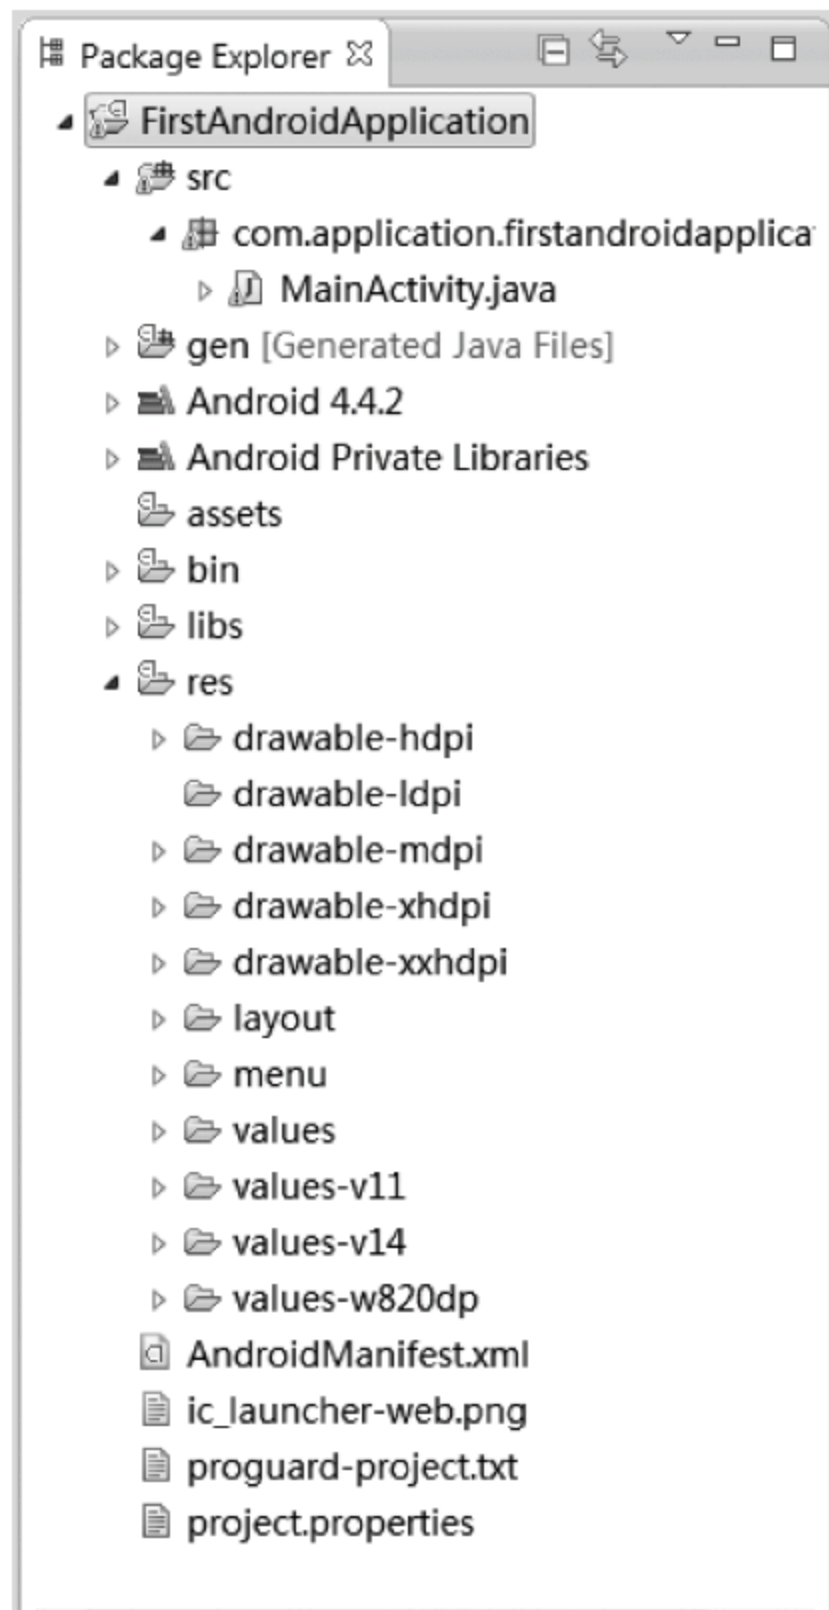 Package Explorer
FirstAndroidApplication
src
com.application.firstandroidapplica
MainActivity.java
gen [Generated Java Files]
Android 4.4.2
Android Private Libraries
assets
bin
libs
res
drawable-hdpi
drawable-ldpi
drawable-mdpi
drawable-xhdpi
drawable-xxhdpi
layout
menu
values
values-v11
values-v14
values-w820dp
AndroidManifest.xml
ic_launcher-web.png
proguard-project.txt
project.properties